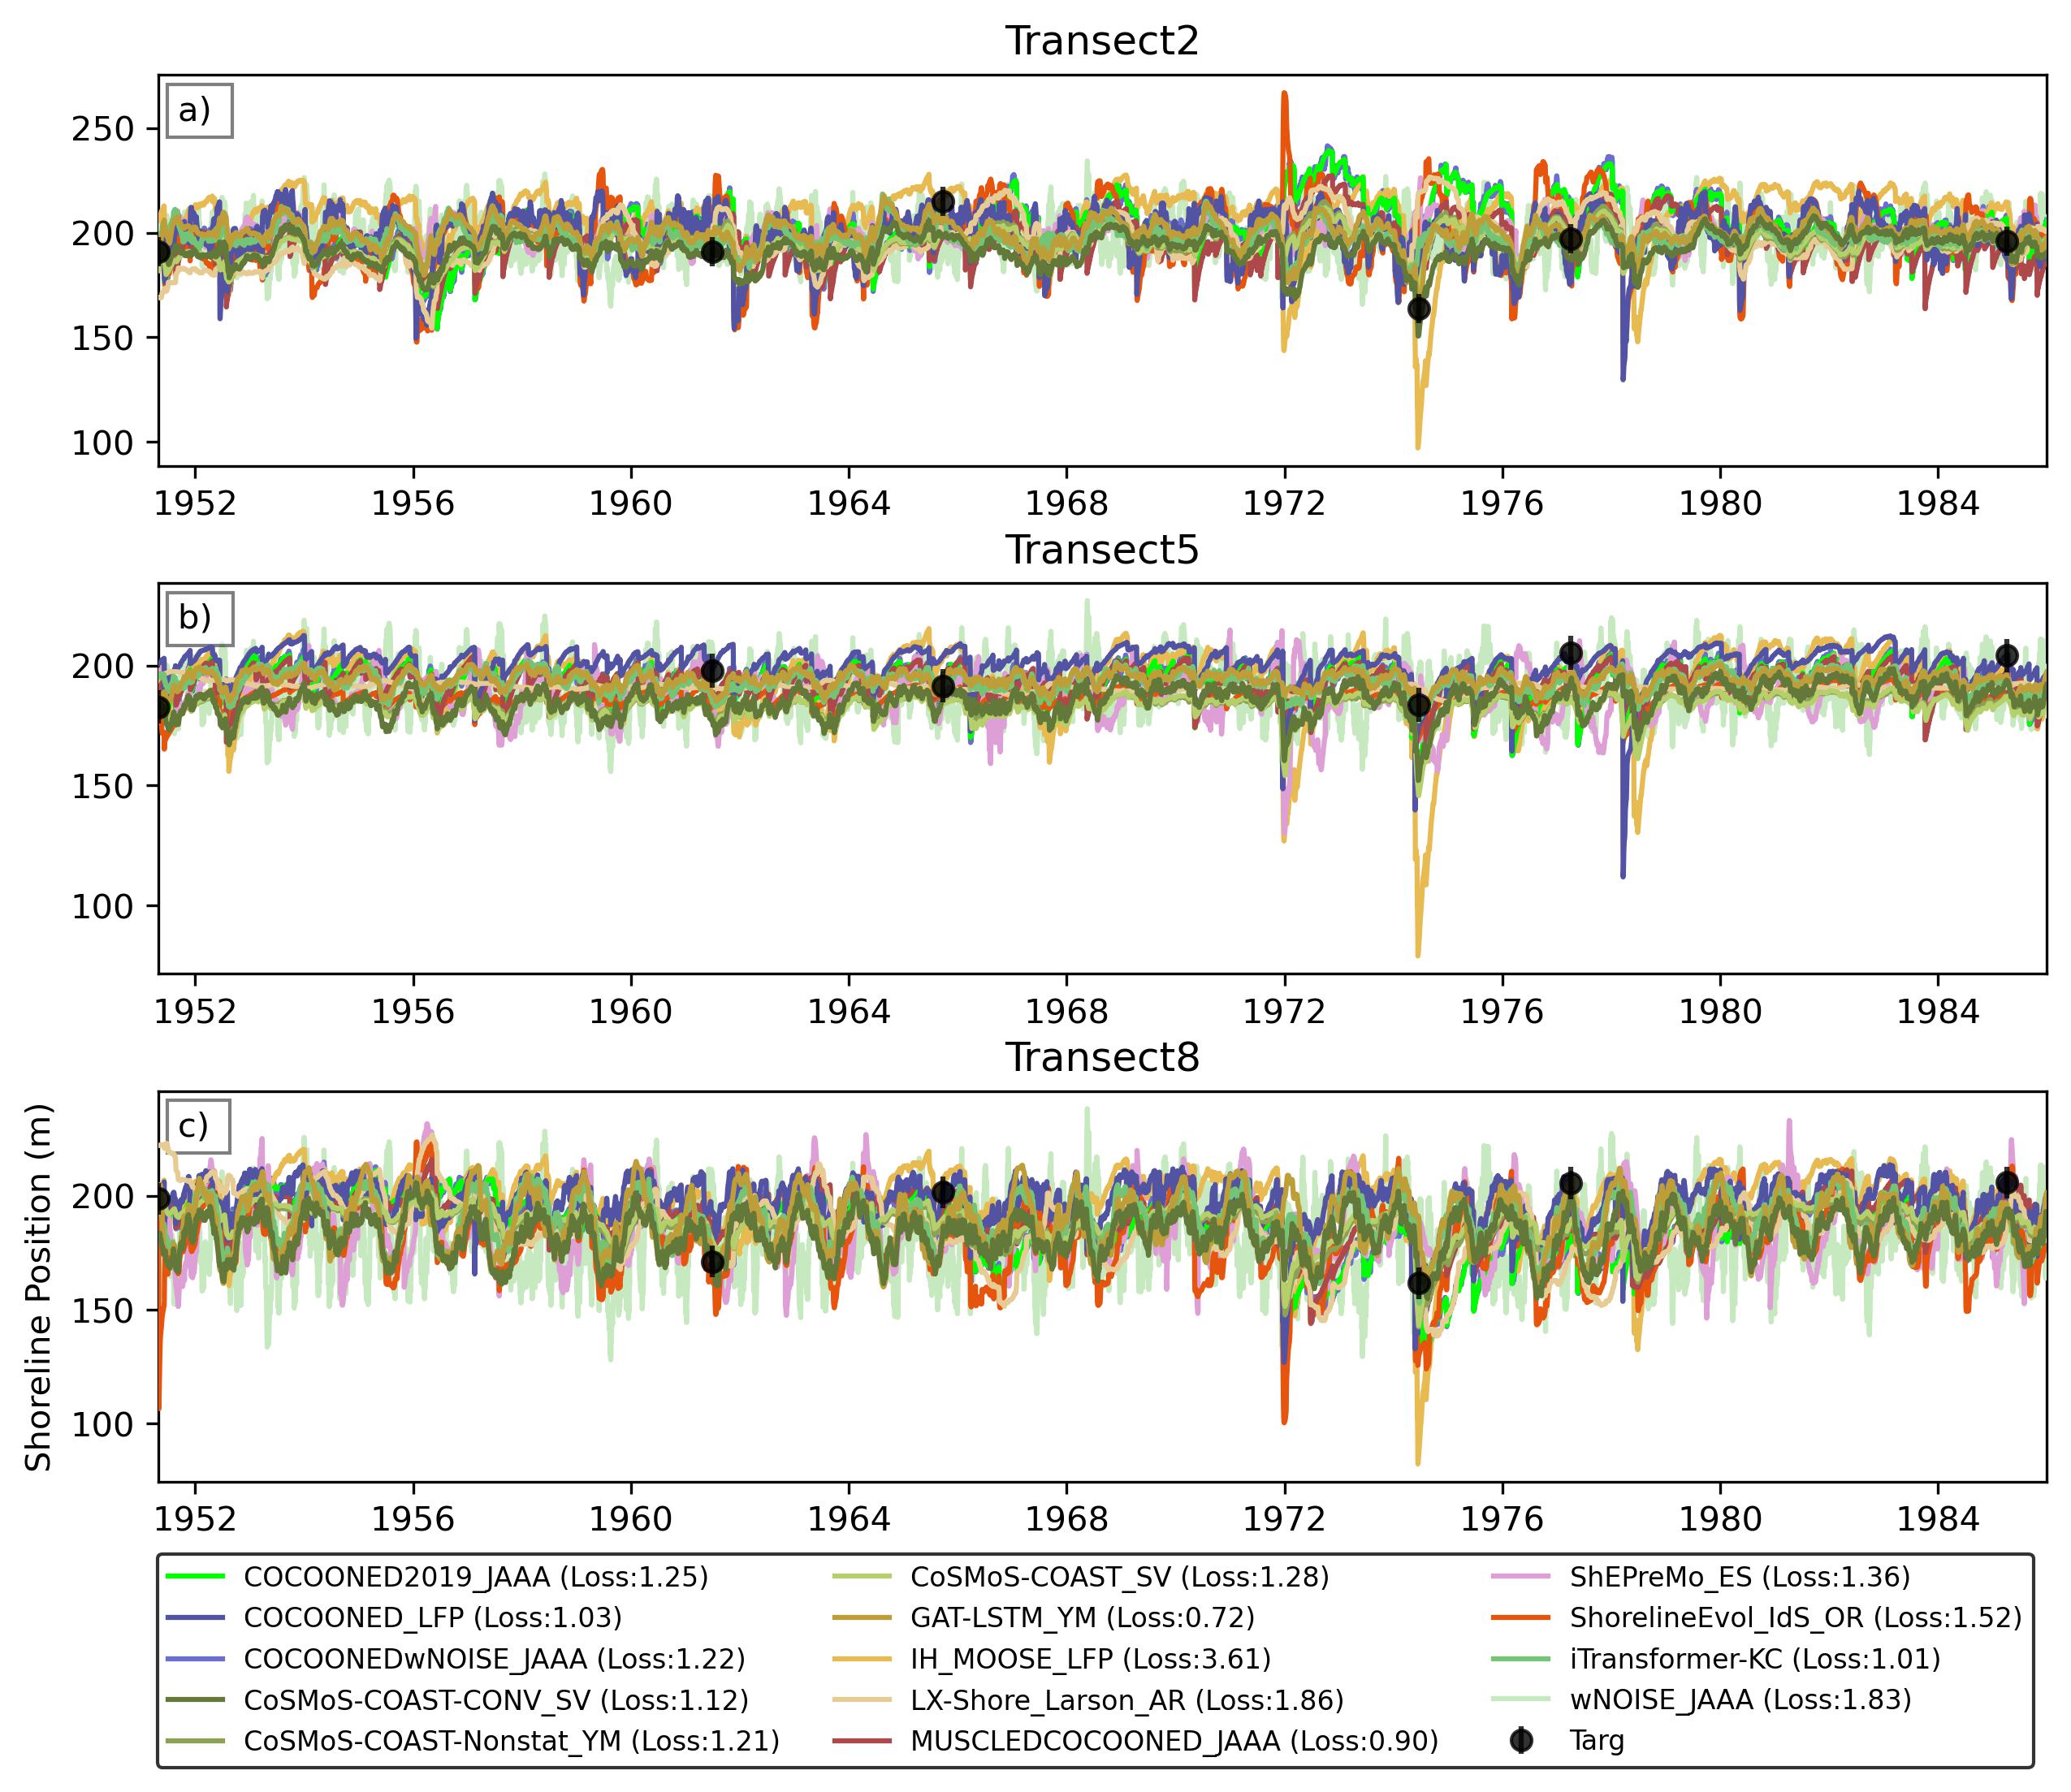 Transect2
a)
250
200
150
100
1952 1956 1960 1964 1968 1972 1976 1980 1984
Transect5
b)
200
150
100
1952 1956 1960 1964 1968 1972 1976 1980 1984
Transect8
c)
Shoreline Position (m)
200
150
100
1952 1956 1960 1964 1968 1972 1976 1980 1984
COCOONED2019_JAAA (Loss:1.25)
COCOONED_LFP (Loss:1.03)
COCOONEDwNOISE_JAAA (Loss:1.22)
CoSMoS-COAST-CONV_SV (Loss:1.12)
CoSMoS-COAST-Nonstat_YM (Loss:1.21)
CoSMoS-COAST_SV (Loss:1.28)
GAT-LSTM_YM (Loss:0.72)
IH_MOOSE_LFP (Loss:3.61)
LX-Shore_Larson_AR (Loss:1.86)
MUSCLEDCOCOONED_JAAA (Loss:0.90)
ShEPreMo_ES (Loss:1.36)
ShorelineEvol_IdS_OR (Loss:1.52)
iTransformer-KC (Loss:1.01)
wNOISE_JAAA (Loss:1.83)
Targ